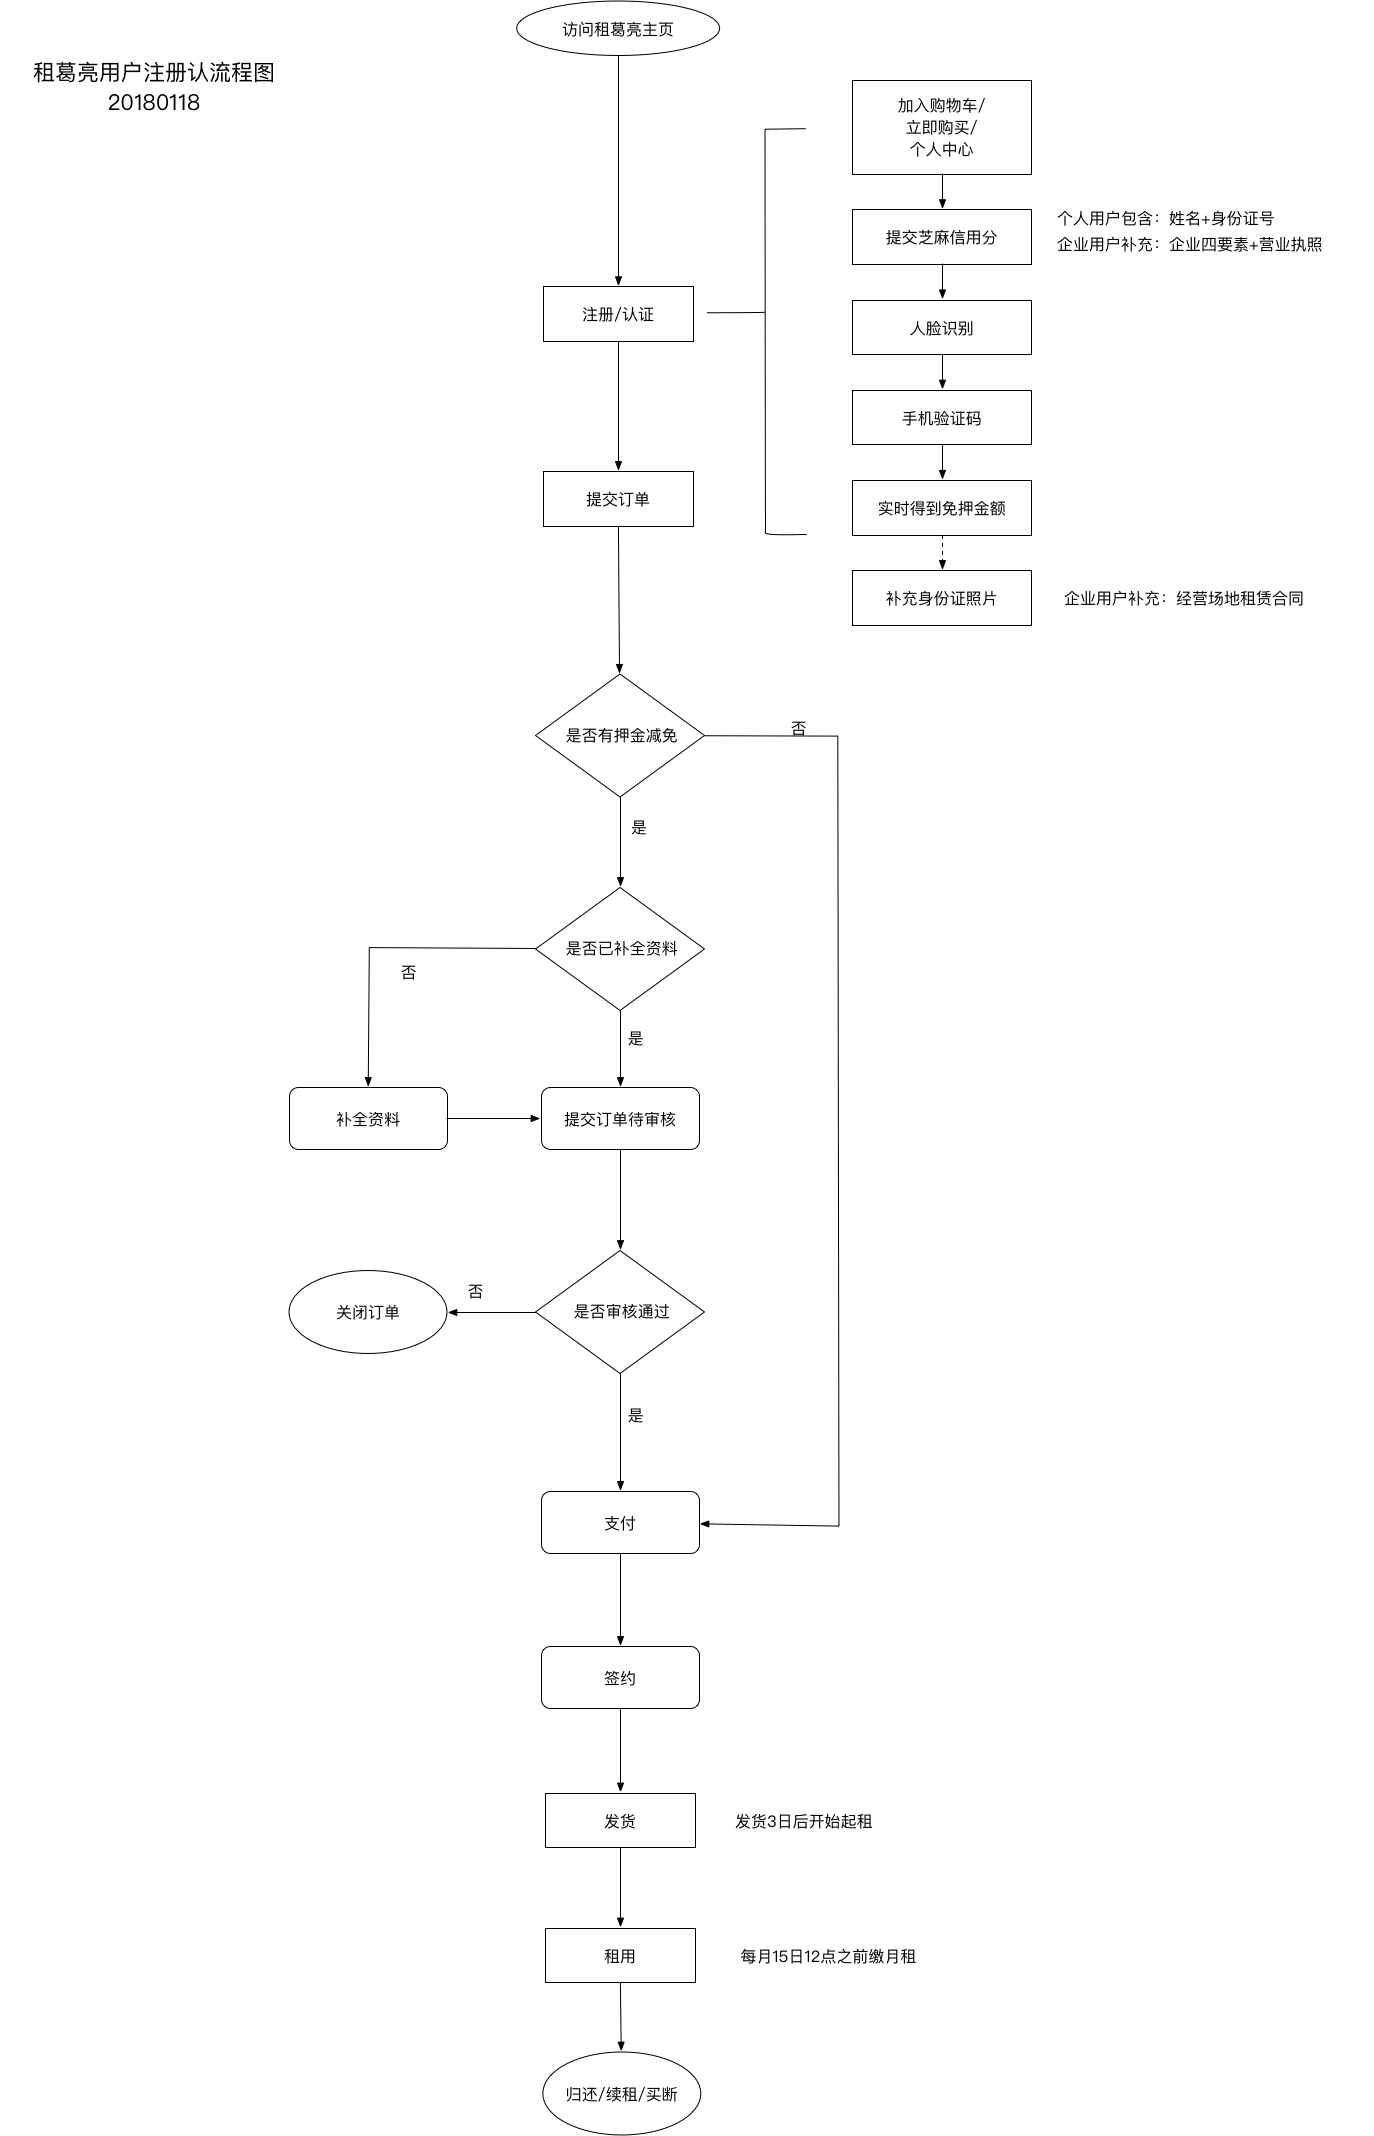 访问租葛亮主页
租葛亮用户注册认流程图
20180118
加入购物车/
立即购买/
个人中心
提交芝麻信用分
个人用户包含：姓名+身份证号
企业用户补充：企业四要素+营业执照
注册/认证
人脸识别
手机验证码
提交订单
实时得到免押金额
补充身份证照片
企业用户补充：经营场地租赁合同
是否有押金减免
否
是
是否已补全资料
否
是
补全资料
提交订单待审核
关闭订单
否
是否审核通过
是
支付
签约
发货
发货3日后开始起租
租用
每月15日12点之前缴月租
归还/续租/买断